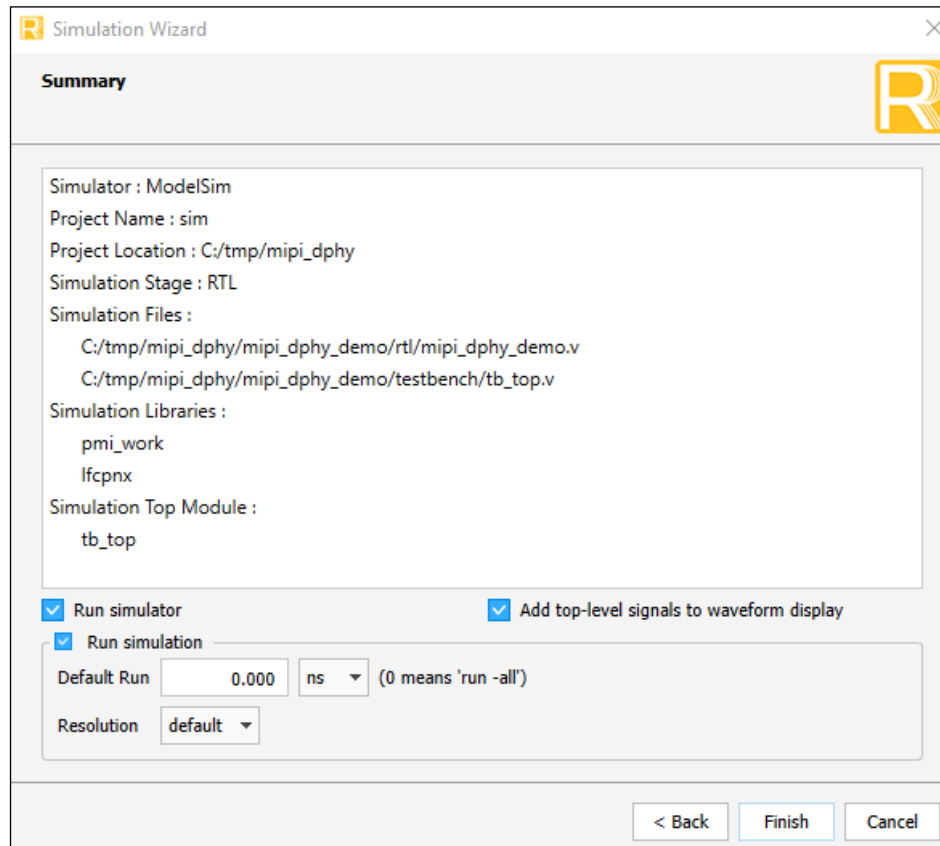 Simulation Wizard
Summary
Simulator : ModelSim
Project Name : sim
Project Location : C:/tmp/mipi_dphy
Simulation Stage : RTL
Simulation Files :
C:/tmp/mipi_dphy/mipi_dphy_demo/rtl/mipi_dphy_demo.v
C:/tmp/mipi_dphy/mipi_dphy_demo/testbench/tb_top.v
Simulation Libraries :
pmi_work
lfcpnx
Simulation Top Module :
tb_top
Run simulator Add top-level signals to waveform display
Run simulation
Default Run 0.000 ns (0 means 'run -all')
Resolution default
< Back Finish Cancel